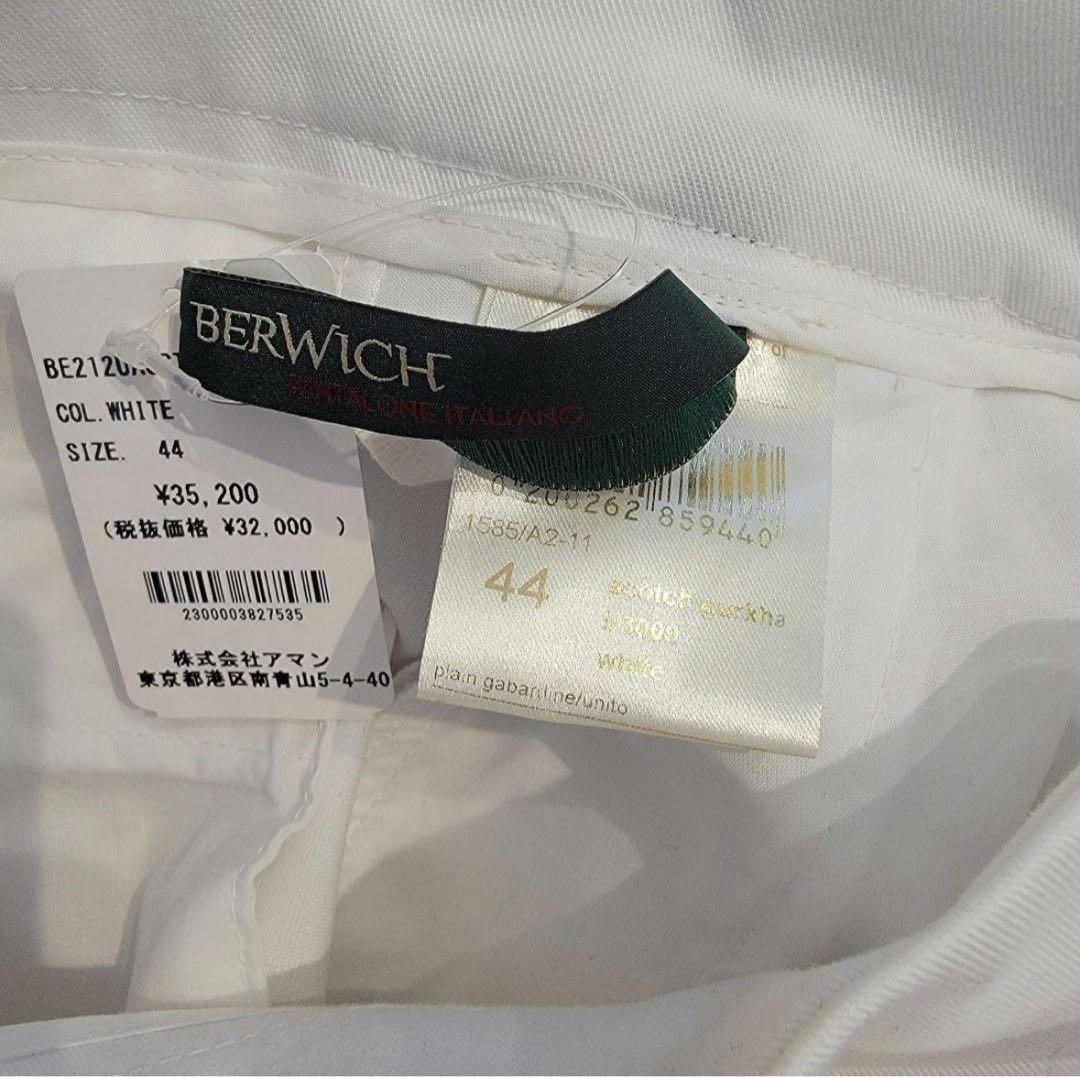 BERWICH
PANTALONE ITALIANO
COL.WHITE
SIZE. 44
¥35,200
(税抜価格 ¥32,000 )
2300003827535
株式会社アマン
東京都港区南青山5-4-40
0 200262 859440
1585/A2-11
44
scotch gurkha
white
plain gabardine/unito